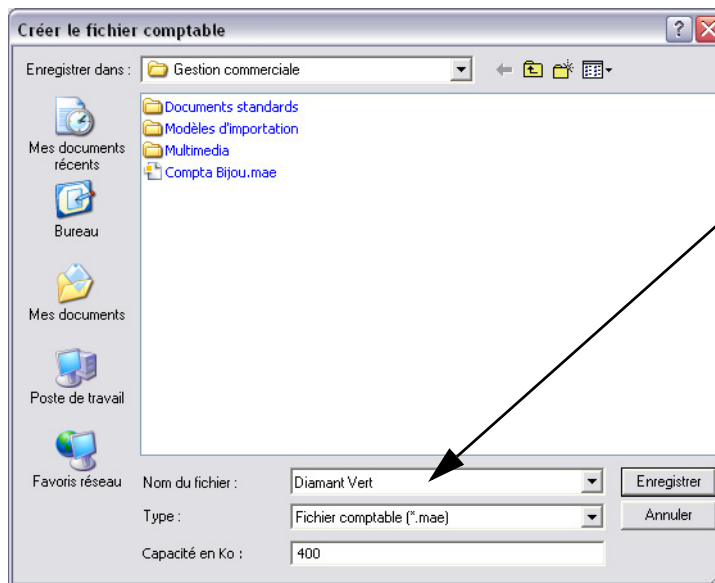 Créer le fichier comptable
Enregistrer dans :
Gestion commerciale
Documents standards
Modèles d'importation
Multimedia
Compta Bijou.mae
Mes documents
récents
Bureau
Mes documents
Poste de travail
Favoris réseau
Nom du fichier :
Diamant Vert
Enregistrer
Type :
Fichier comptable (*.mae)
Annuler
Capacité en Ko :
400